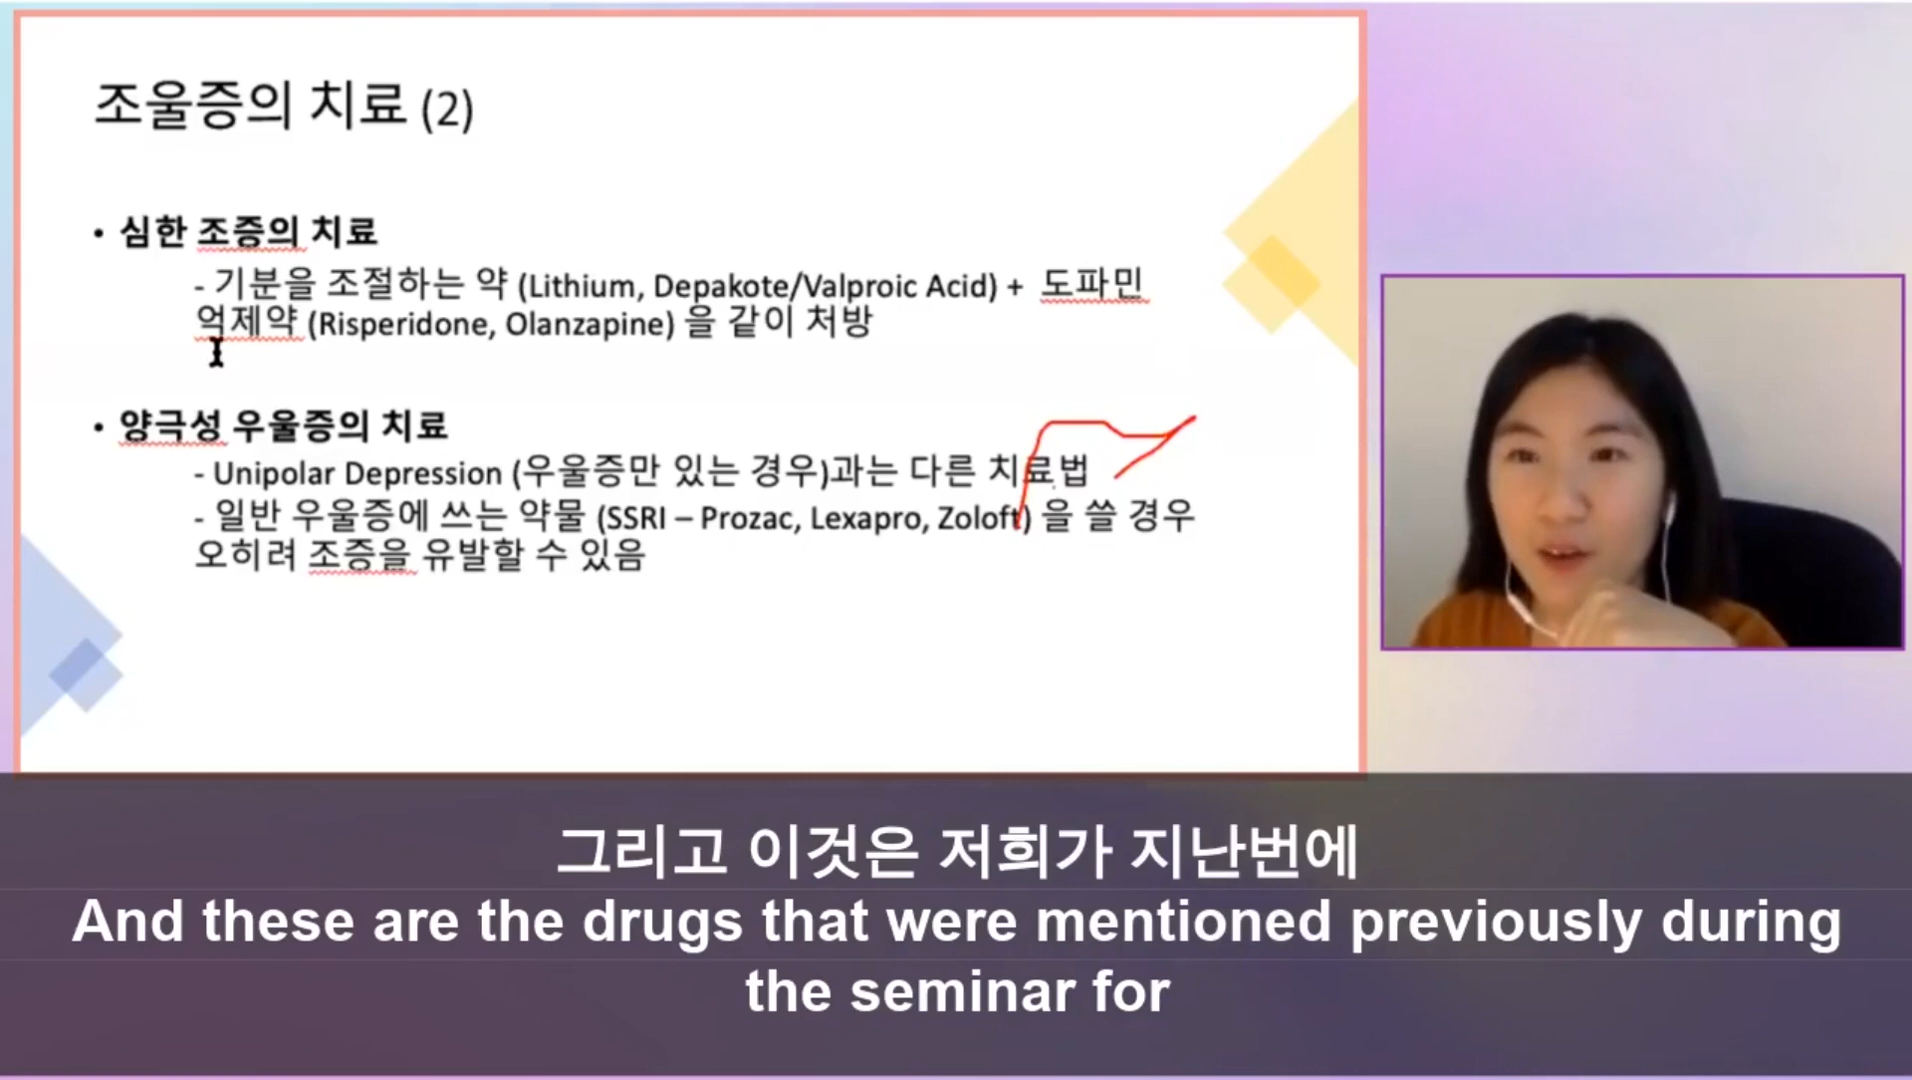 조울증의 치료 (2)
• 심한 조증의 치료
- 기분을 조절하는 약 (Lithium, Depakote/Valproic Acid) + 도파민
억제약 (Risperidone, Olanzapine) 을 같이 처방
• 양극성 우울증의 치료
- Unipolar Depression (우울증만 있는 경우)과는 다른 치료법
- 일반 우울증에 쓰는 약물 (SSRI – Prozac, Lexapro, Zoloft) 을 쓸 경우
오히려 조증을 유발할 수 있음
그리고 이것은 저희가 지난번에
And these are the drugs that were mentioned previously during
the seminar for